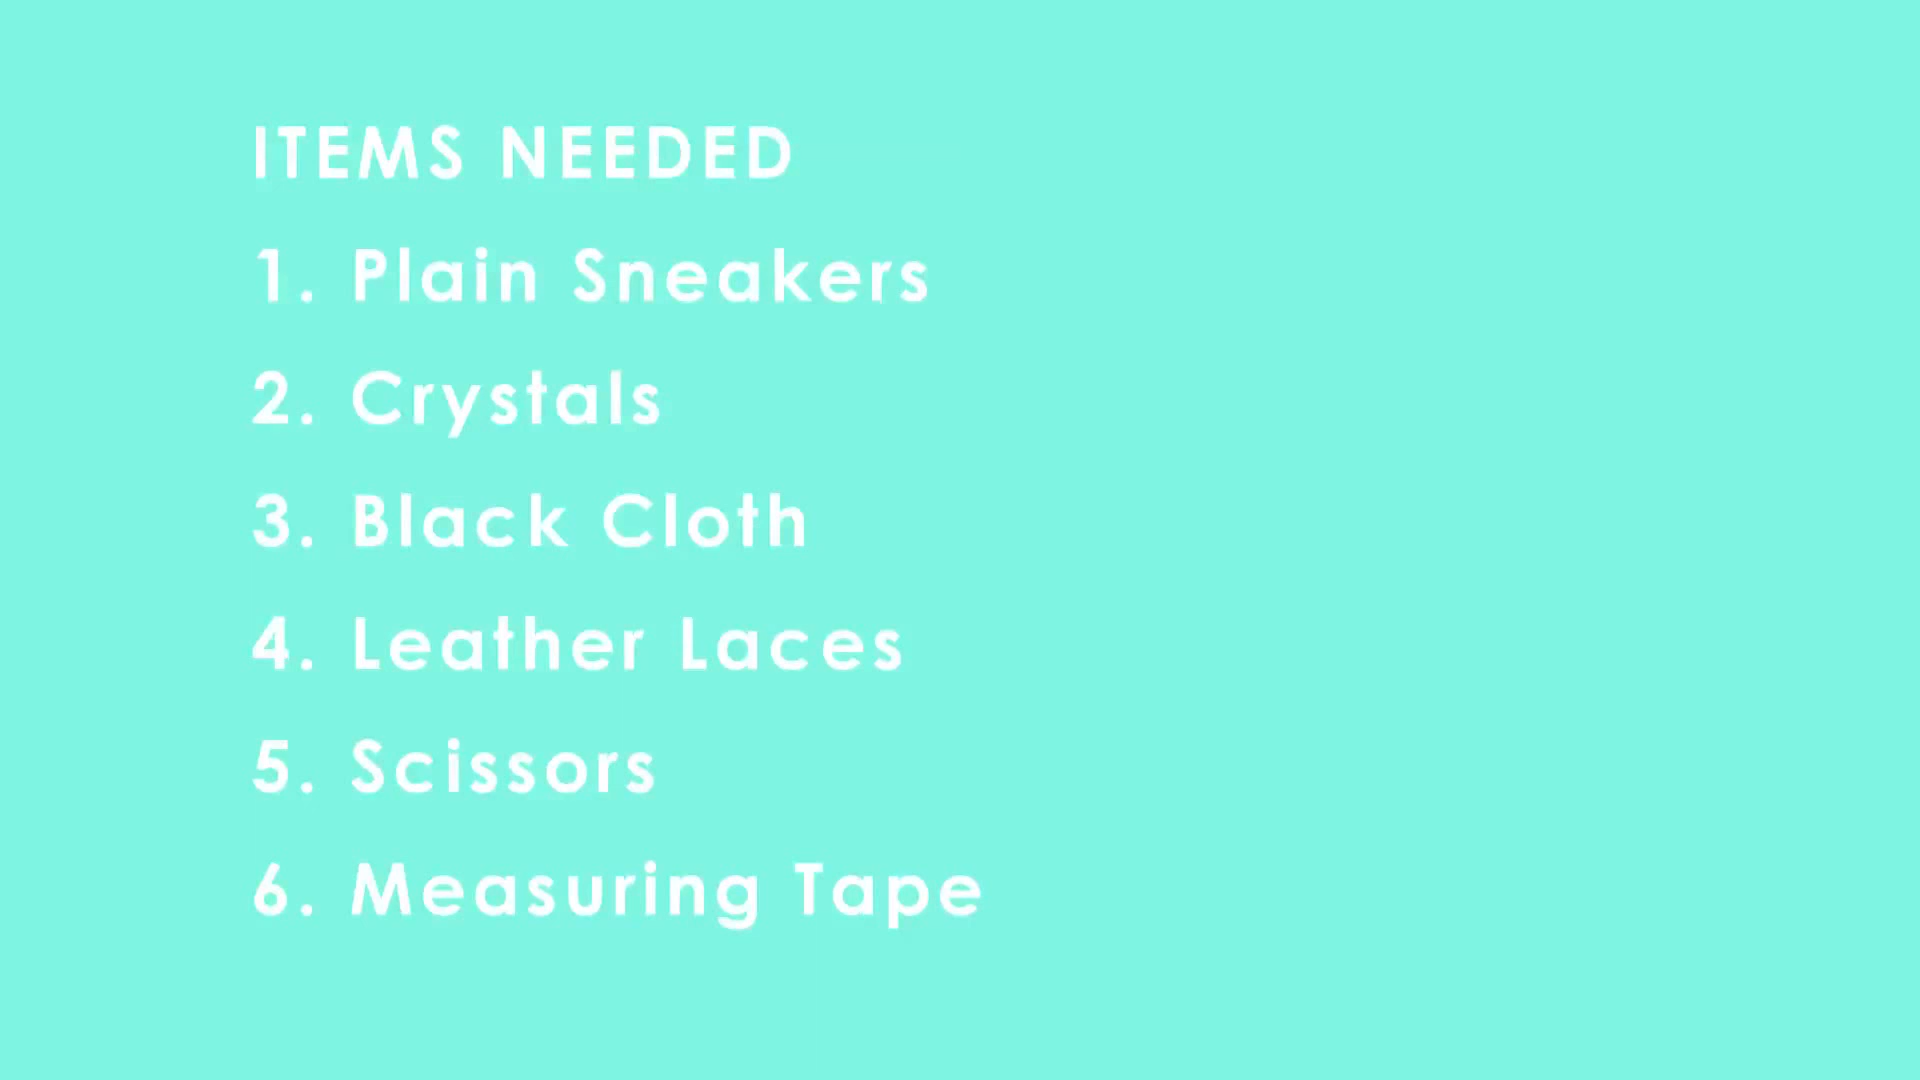 ITEMS NEEDED
1. Plain Sneakers
2. Crystals
3. Black Cloth
4. Leather Laces
5. Scissors
6. Measuring Tape